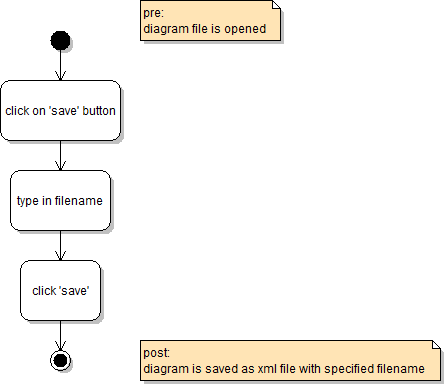 pre:
diagram file is opened
click on 'save' button
type in filename
click 'save'
post:
diagram is saved as xml file with specified filename